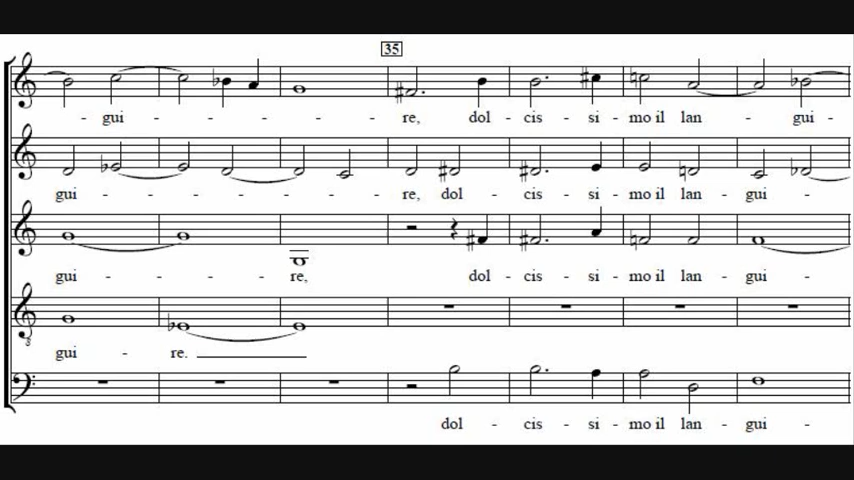 35
- gui - - - - re, dol - cis - si - mo il lan - gui -
gui - - - - - - re, dol - cis - si - mo il lan - gui -
gui - - - re, dol - cis - si - mo il lan - gui -
gui - re.
8
dol - cis - si - mo il lan - gui -